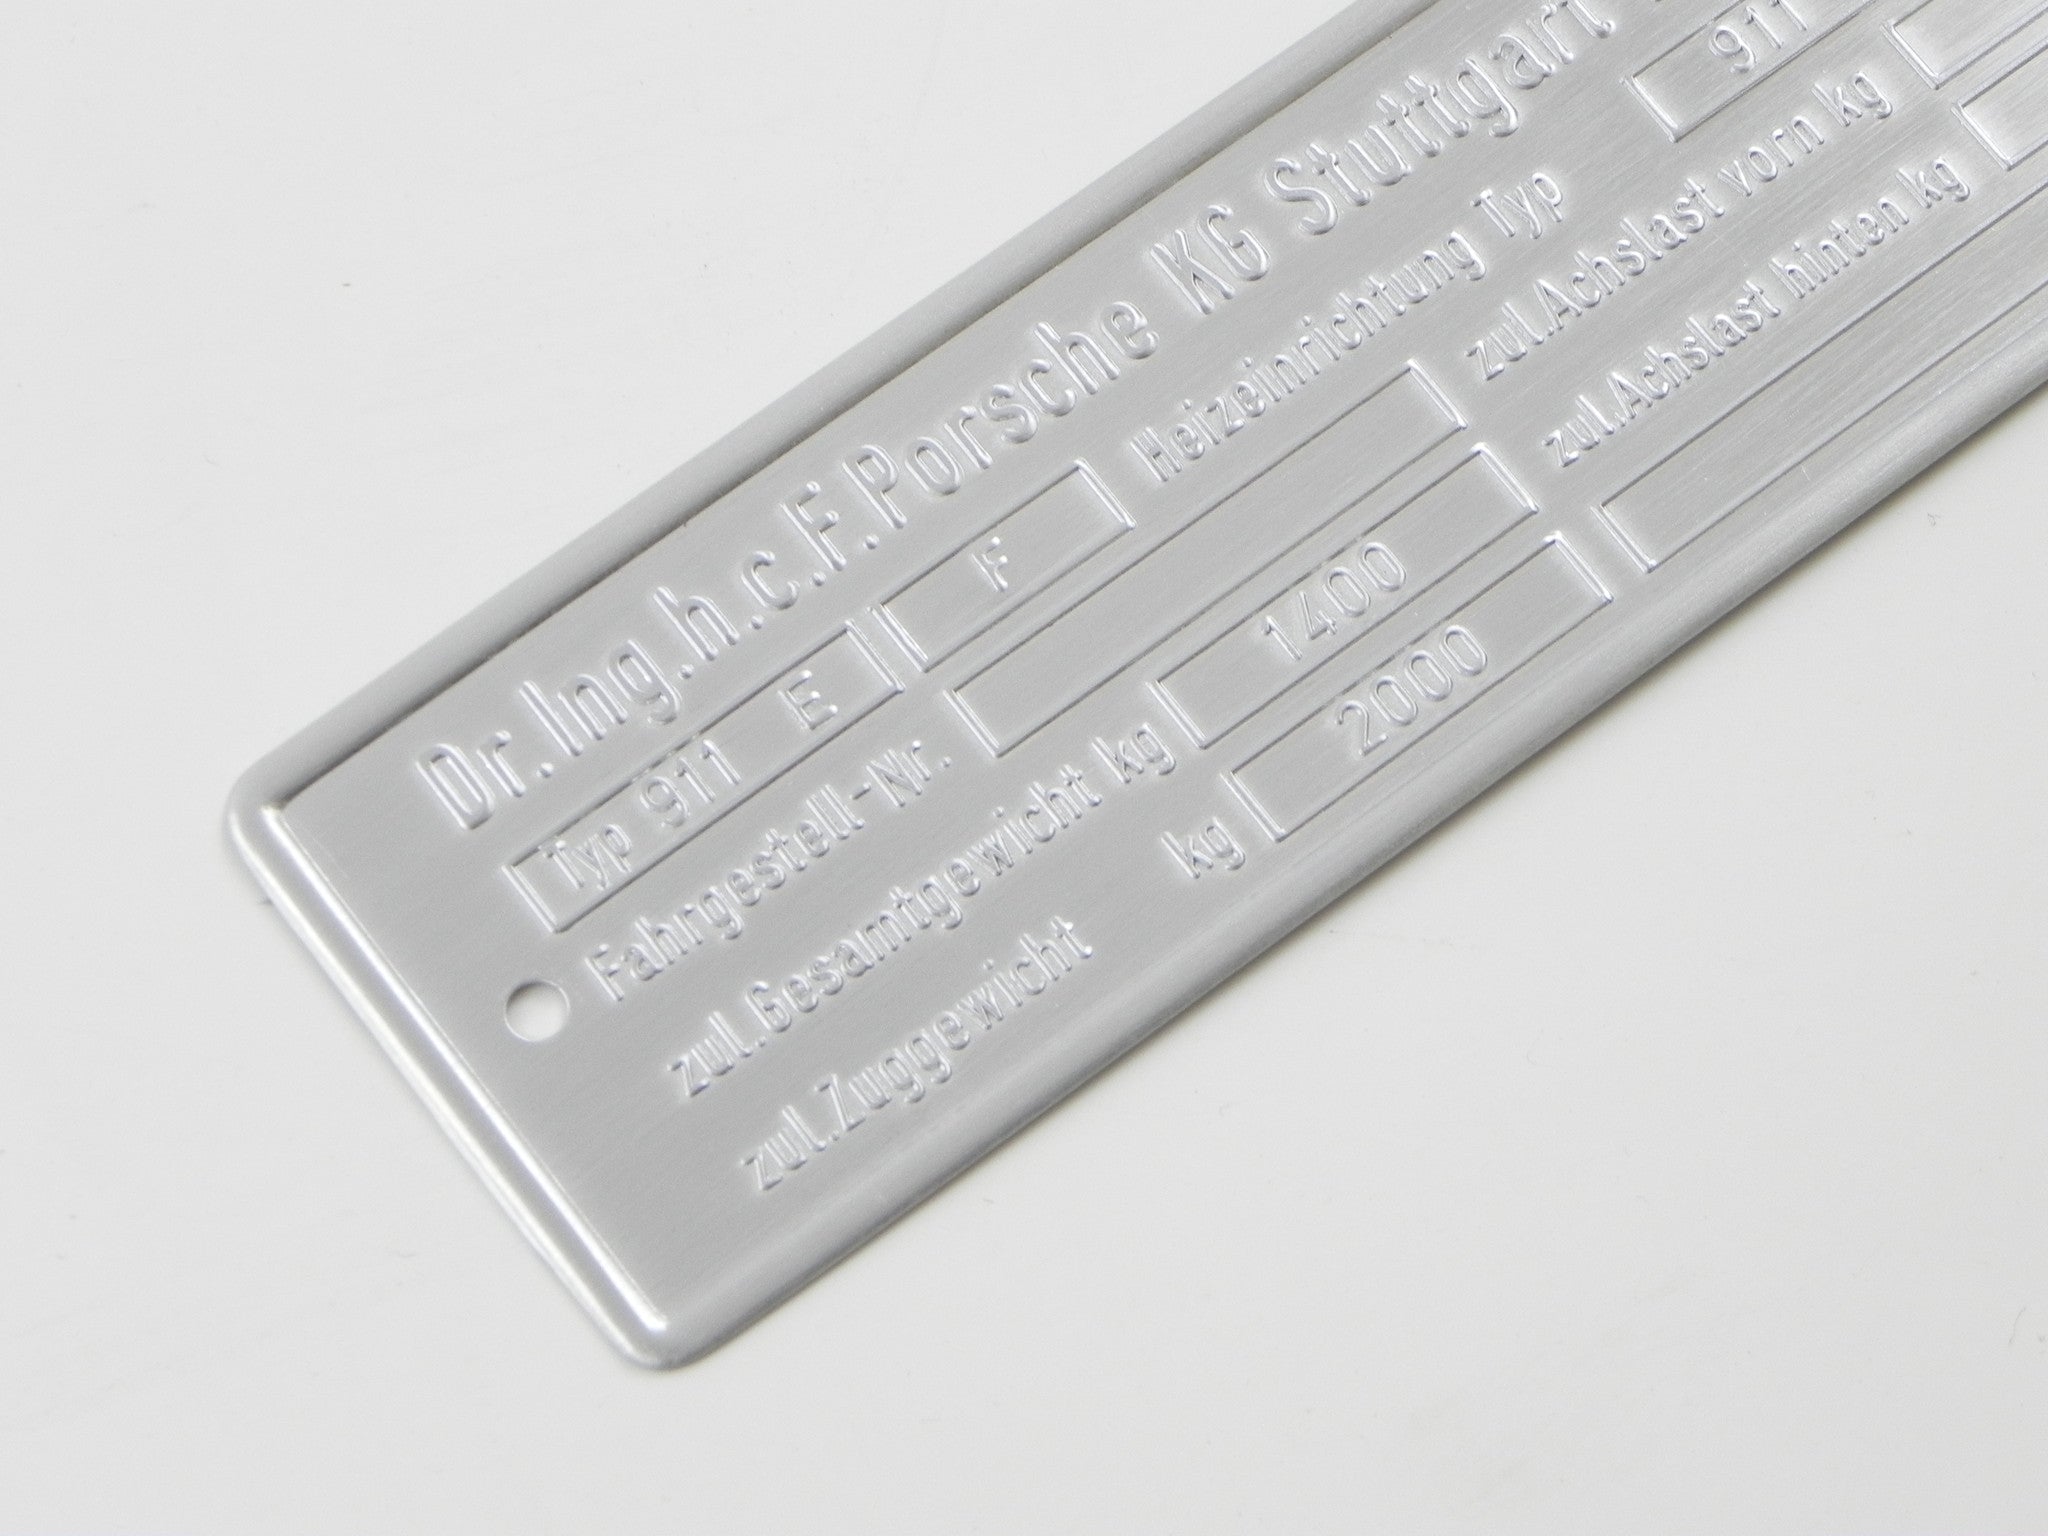 Dr.Ing.h.c.F.Porsche KG Stuttgart
Typ 911 E F Heizeinrichtung Typ 911
Fahrgestell-Nr. zul.Achslast vorn kg
zul.Gesamtgewicht kg 1400 zul.Achslast hinten kg
zul.Zuggewicht kg 2000